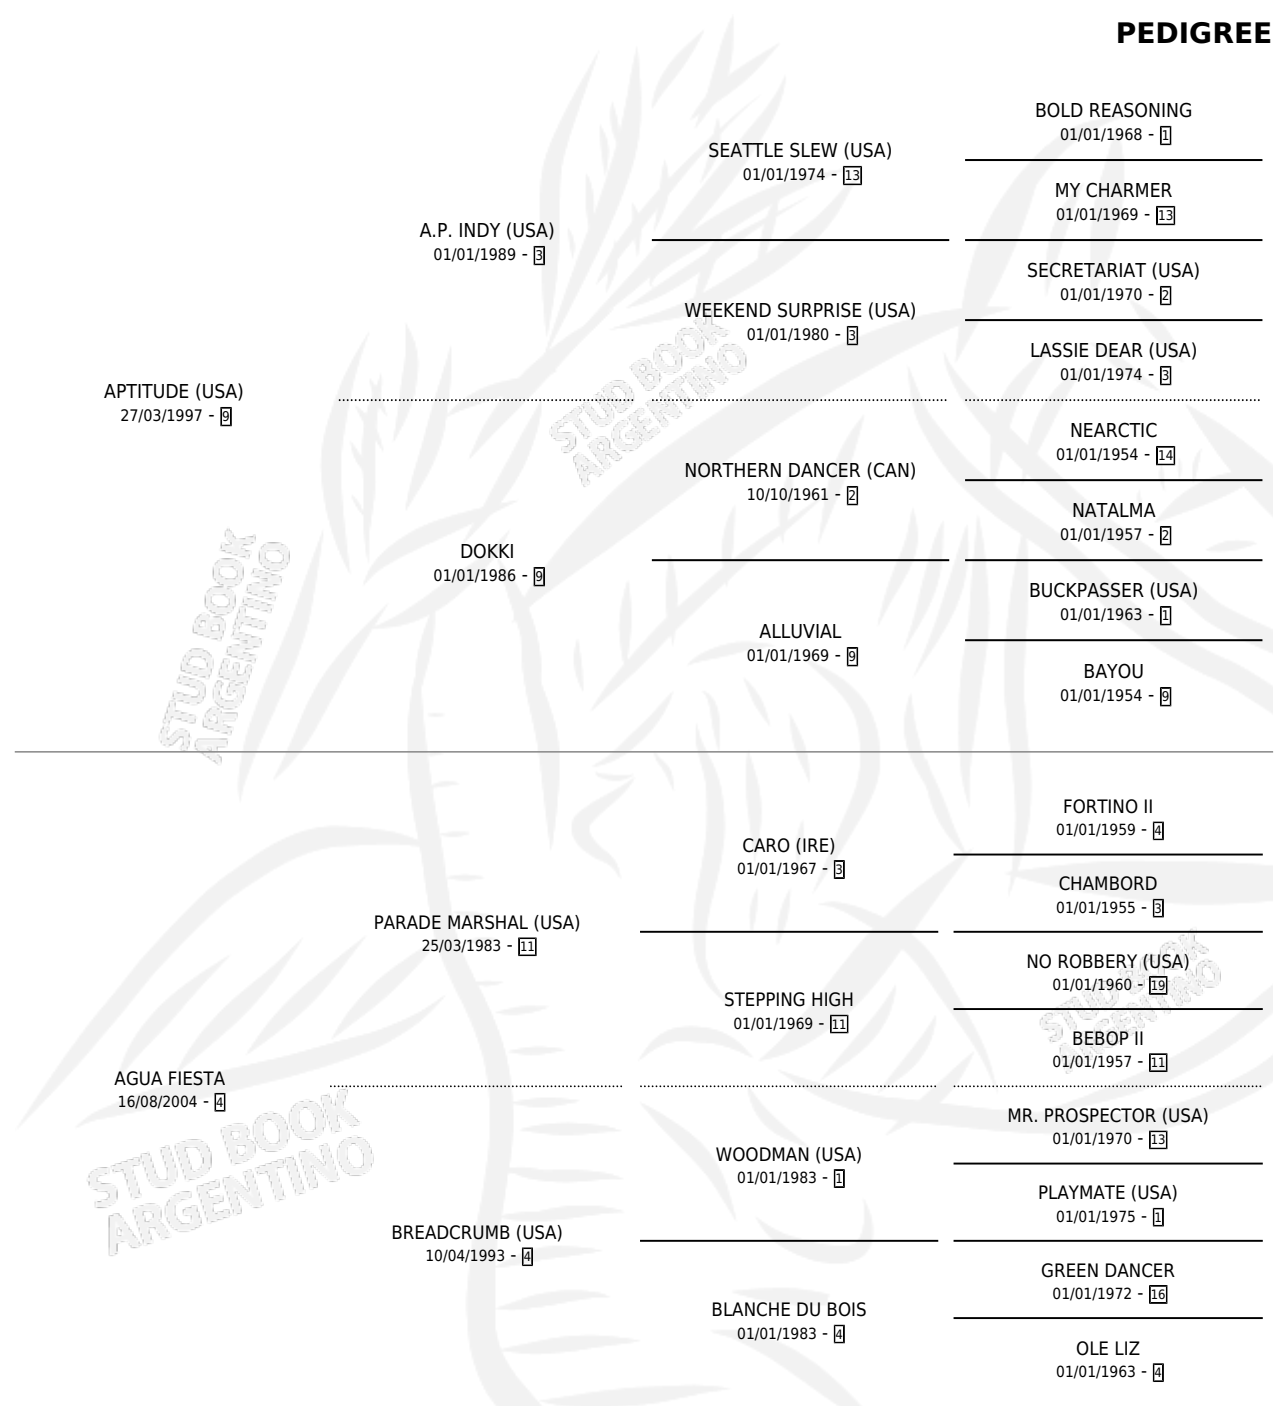 PEDIGREE
BOLD REASONING
01/01/1968 - 1
SEATTLE SLEW (USA)
01/01/1974 - 13
MY CHARMER
01/01/1969 - 13
A.P. INDY (USA)
01/01/1989 - 3
SECRETARIAT (USA)
01/01/1970 - 2
WEEKEND SURPRISE (USA)
01/01/1980 - 3
LASSIE DEAR (USA)
01/01/1974 - 3
APTITUDE (USA)
27/03/1997 - 9
NEARCTIC
01/01/1954 - 14
NORTHERN DANCER (CAN)
10/10/1961 - 2
NATALMA
01/01/1957 - 2
DOKKI
01/01/1986 - 9
BUCKPASSER (USA)
01/01/1963 - 1
ALLUVIAL
01/01/1969 - 9
BAYOU
01/01/1954 - 9
FORTINO II
01/01/1959 - 4
CARO (IRE)
01/01/1967 - 3
CHAMBORD
01/01/1955 - 3
PARADE MARSHAL (USA)
25/03/1983 - 11
NO ROBBERY (USA)
01/01/1960 - 19
STEPPING HIGH
01/01/1969 - 11
BEBOP II
01/01/1957 - 11
AGUA FIESTA
16/08/2004 - 4
MR. PROSPECTOR (USA)
01/01/1970 - 13
WOODMAN (USA)
01/01/1983 - 1
PLAYMATE (USA)
01/01/1975 - 1
BREADCRUMB (USA)
10/04/1993 - 4
GREEN DANCER
01/01/1972 - 16
BLANCHE DU BOIS
01/01/1983 - 4
OLE LIZ
01/01/1963 - 4
STUD BOOK
ARGENTINO
STUD BOOK
ARGENTINO
STUD BOOK
ARGENTINO
STUD BOOK
ARGENTINO